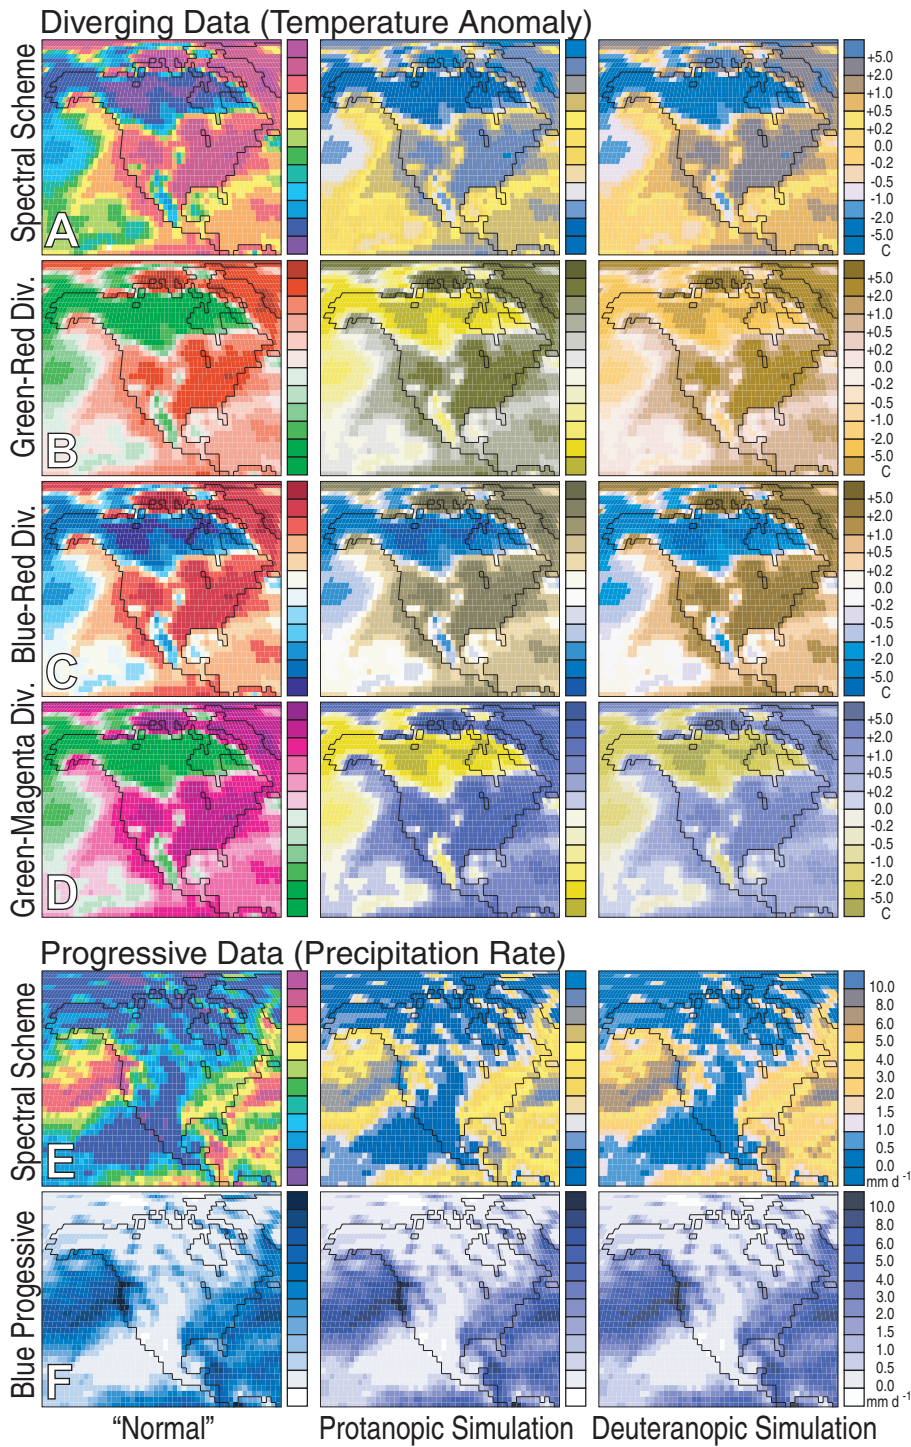 Diverging Data (Temperature Anomaly)
Spectral Scheme
A
+5.0
+2.0
+1.0
+0.5
+0.2
0.0
-0.2
-0.5
-1.0
-2.0
-5.0
C
Green-Red Div.
B
+5.0
+2.0
+1.0
+0.5
+0.2
0.0
-0.2
-0.5
-1.0
-2.0
-5.0
C
Blue-Red Div.
C
+5.0
+2.0
+1.0
+0.5
+0.2
0.0
-0.2
-0.5
-1.0
-2.0
-5.0
C
Green-Magenta Div.
D
+5.0
+2.0
+1.0
+0.5
+0.2
0.0
-0.2
-0.5
-1.0
-2.0
-5.0
C
Progressive Data (Precipitation Rate)
Spectral Scheme
E
10.0
8.0
6.0
5.0
4.0
3.0
2.0
1.5
1.0
0.5
0.0
mm d -1
Blue Progessive
F
10.0
8.0
6.0
5.0
4.0
3.0
2.0
1.5
1.0
0.5
0.0
mm d -1
“Normal”
Protanopic Simulation
Deuteranopic Simulation